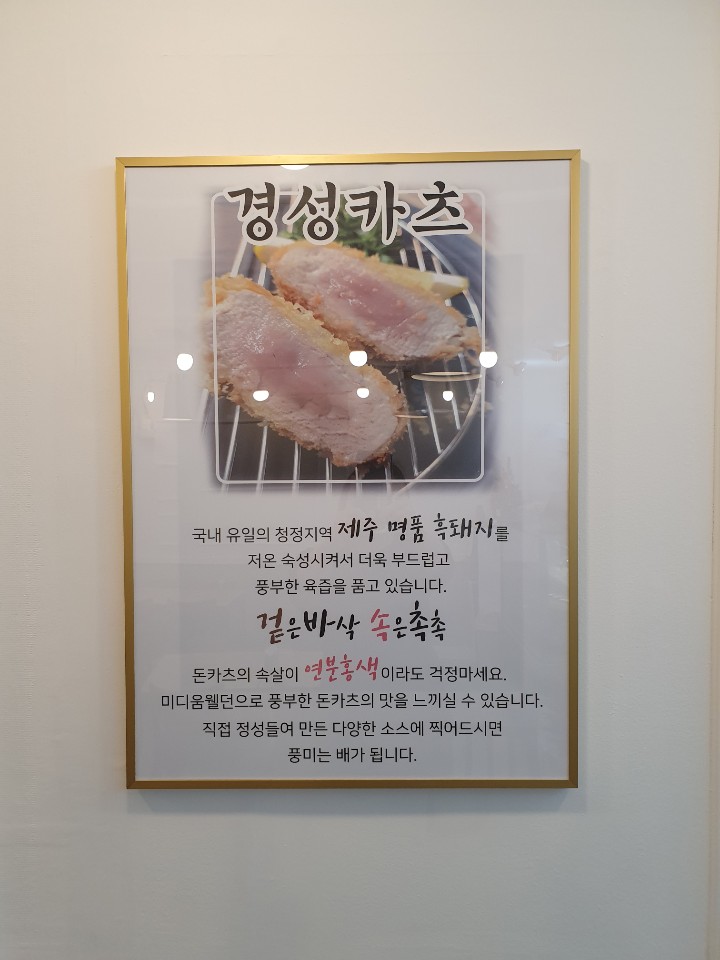 경성카츠
국내 유일의 청정지역 제주 명품 흑돼지를
저온 숙성시켜서 더욱 부드럽고
풍부한 육즙을 품고 있습니다.
겉은바삭 속은촉촉
돈카츠의 속살이 연분홍색이라도 걱정마세요.
미디움웰던으로 풍부한 돈카츠의 맛을 느끼실 수 있습니다.
직접 정성들여 만든 다양한 소스에 찍어드시면
풍미는 배가 됩니다.